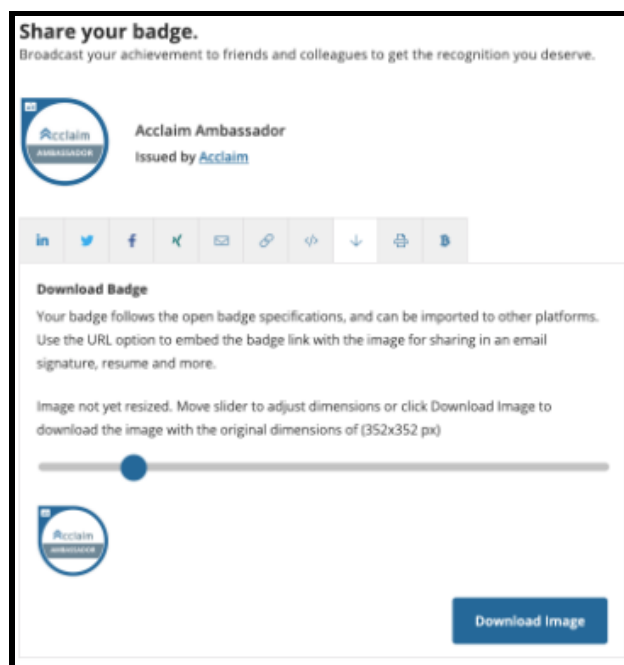 Share your badge.
Broadcast your achievement to friends and colleagues to get the recognition you deserve.
Acclaim
AMBASSADOR
Acclaim Ambassador
Issued by Acclaim
Download Badge
Your badge follows the open badge specifications, and can be imported to other platforms.
Use the URL option to embed the badge link with the image for sharing in an email
signature, resume and more.
Image not yet resized. Move slider to adjust dimensions or click Download Image to
download the image with the original dimensions of (352x352 px)
Acclaim
AMBASSADOR
Download Image